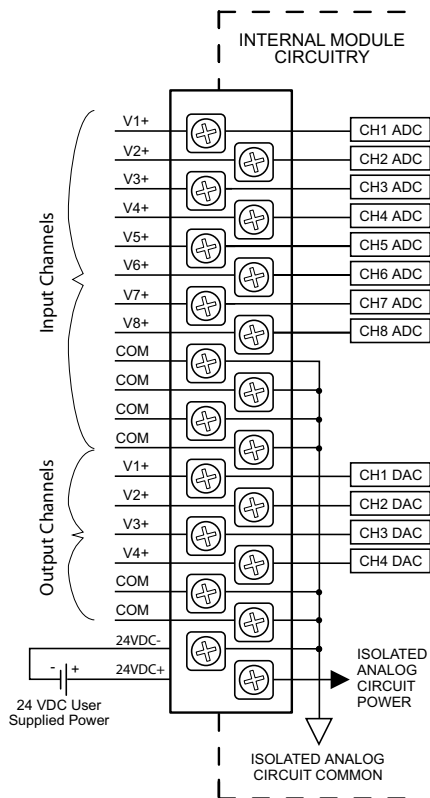 INTERNAL MODULE
CIRCUITRY
Input Channels
V1+
CH1 ADC
V2+
CH2 ADC
V3+
CH3 ADC
V4+
CH4 ADC
V5+
CH5 ADC
V6+
CH6 ADC
V7+
CH7 ADC
V8+
CH8 ADC
COM
COM
COM
COM
Output Channels
V1+
CH1 DAC
V2+
CH2 DAC
V3+
CH3 DAC
V4+
CH4 DAC
COM
COM
24VDC-
24VDC+
- +
24 VDC User
Supplied Power
ISOLATED
ANALOG
CIRCUIT
POWER
ISOLATED ANALOG
CIRCUIT COMMON